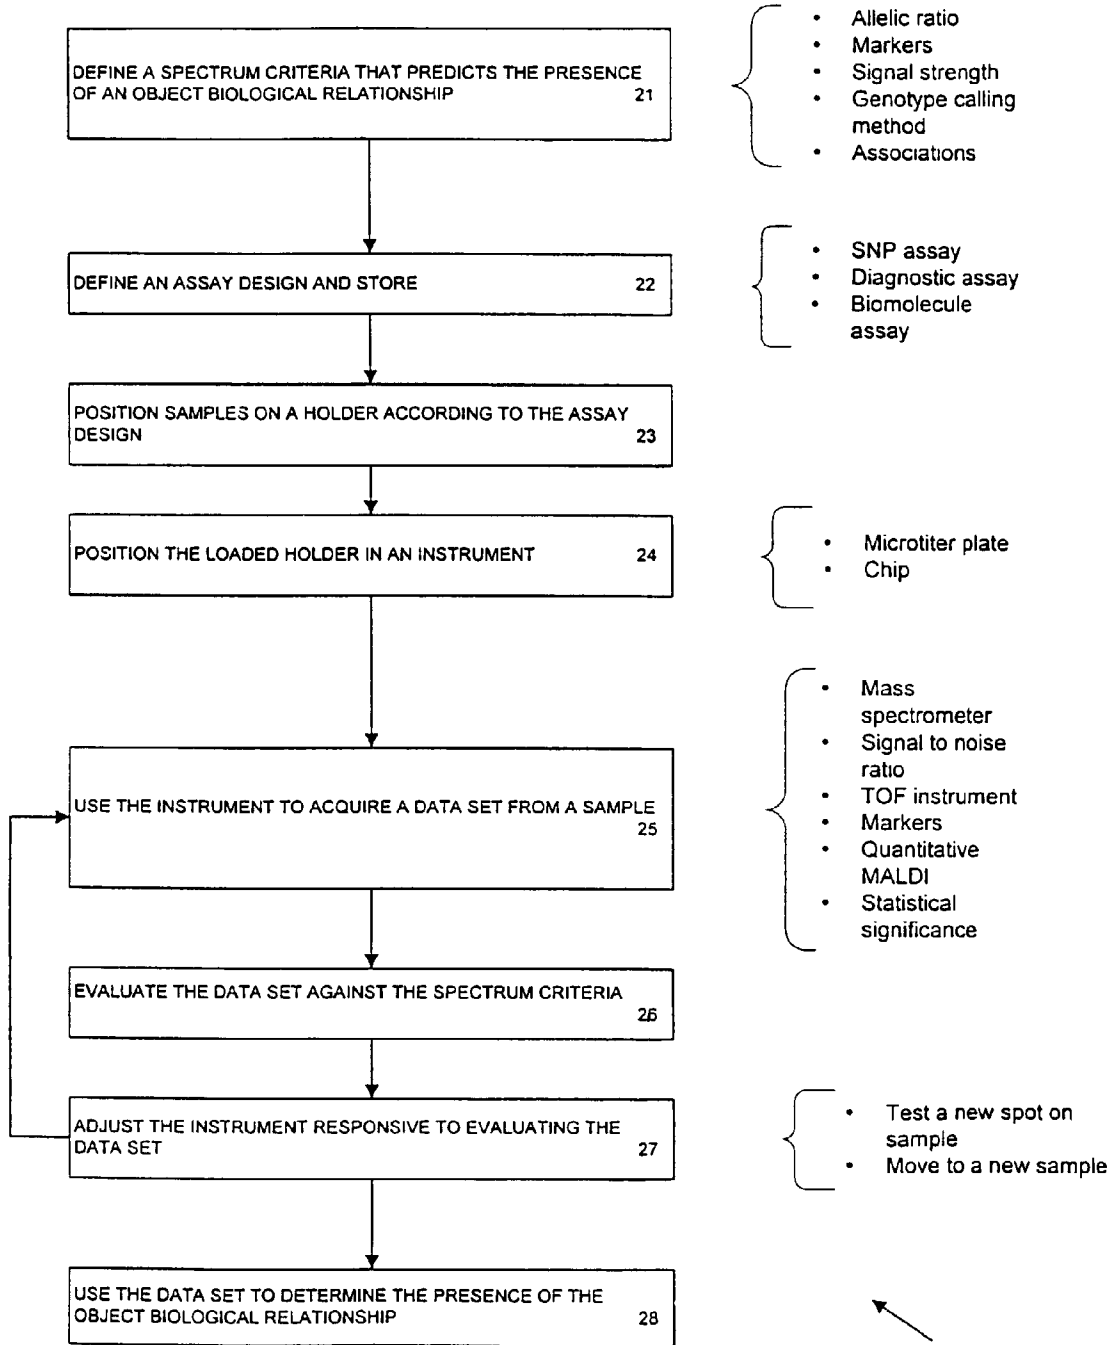 DEFINE A SPECTRUM CRITERIA THAT PREDICTS THE PRESENCE
OF AN OBJECT BIOLOGICAL RELATIONSHIP 21
• Allelic ratio
• Markers
• Signal strength
• Genotype calling
method
• Associations
DEFINE AN ASSAY DESIGN AND STORE 22
• SNP assay
• Diagnostic assay
• Biomolecule
assay
POSITION SAMPLES ON A HOLDER ACCORDING TO THE ASSAY
DESIGN 23
POSITION THE LOADED HOLDER IN AN INSTRUMENT 24
• Microtiter plate
• Chip
USE THE INSTRUMENT TO ACQUIRE A DATA SET FROM A SAMPLE
25
• Mass
spectrometer
• Signal to noise
ratio
• TOF instrument
• Markers
• Quantitative
MALDI
• Statistical
significance
EVALUATE THE DATA SET AGAINST THE SPECTRUM CRITERIA
26
ADJUST THE INSTRUMENT RESPONSIVE TO EVALUATING THE
DATA SET 27
• Test a new spot on
sample
• Move to a new sample
USE THE DATA SET TO DETERMINE THE PRESENCE OF THE
OBJECT BIOLOGICAL RELATIONSHIP 28